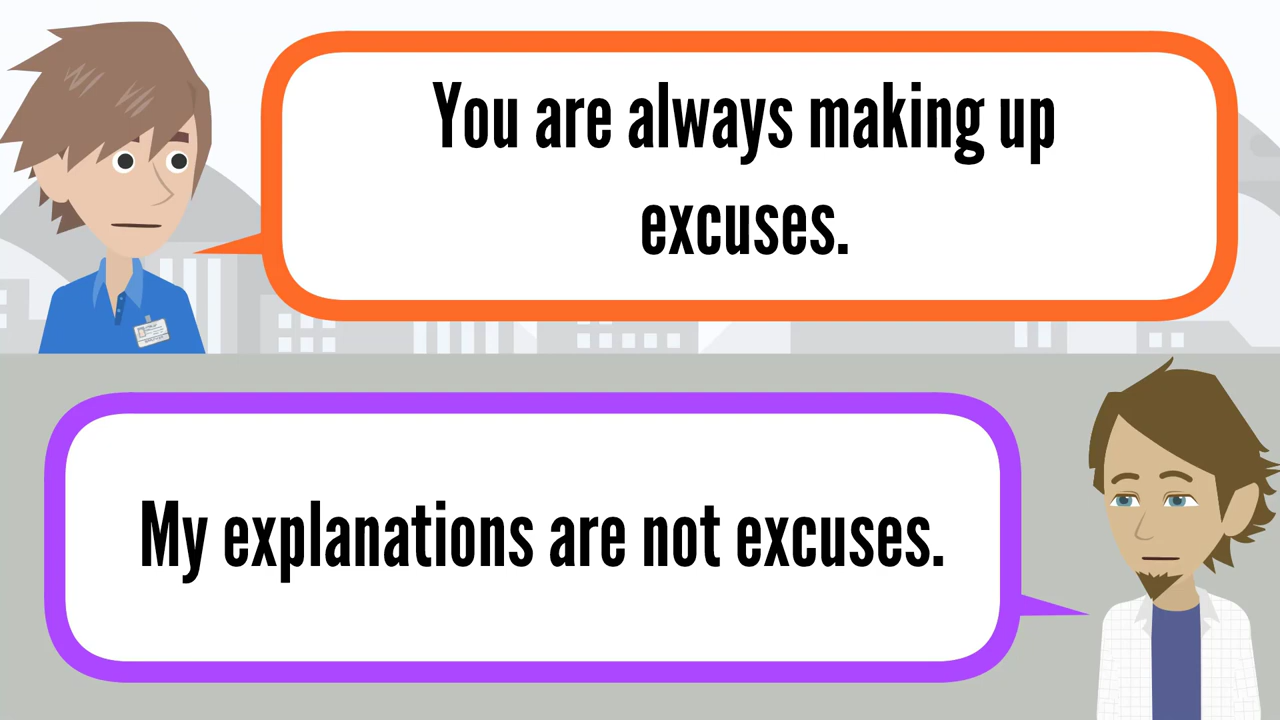 You are always making up
excuses.
My explanations are not excuses.